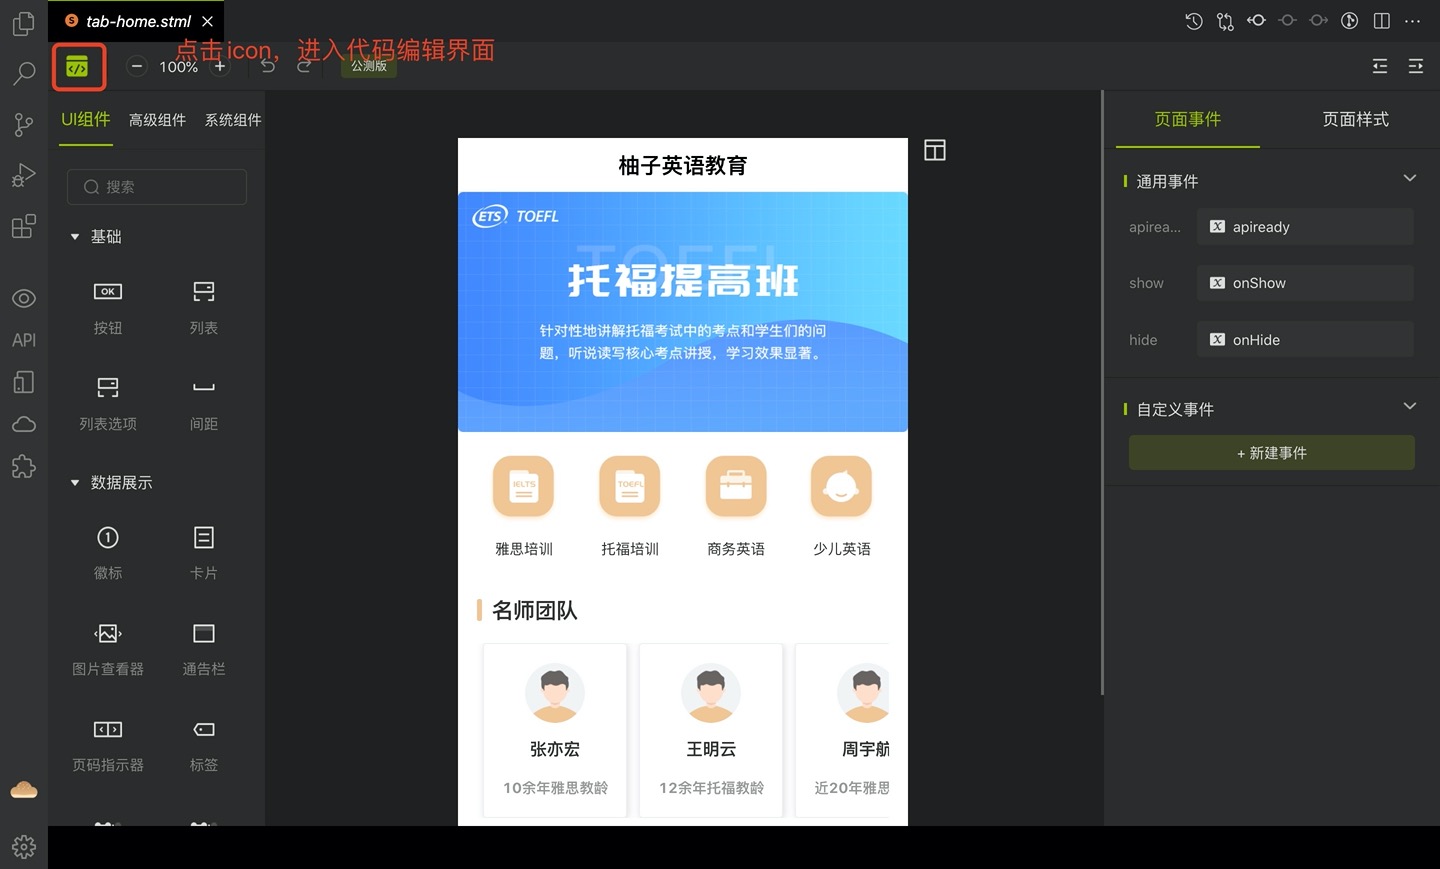 tab-home.stml
点击icon，进入代码编辑界面
100%
公测版
UI组件
高级组件
系统组件
搜索
基础
OK
按钮
列表
列表选项
间距
数据展示
1
徽标
卡片
图片查看器
通告栏
页码指示器
标签
API
柚子英语教育
ETS TOEFL
TOEFL
托福提高班
针对性地讲解托福考试中的考点和学生们的问
题，听说读写核心考点讲授，学习效果显著。
IELTS
TOEFL
雅思培训
托福培训
商务英语
少儿英语
名师团队
张亦宏
10余年雅思教龄
王明云
12余年托福教龄
周宇航
近20年雅思
页面事件
页面样式
通用事件
apirea...
apiready
show
onShow
hide
onHide
自定义事件
+ 新建事件